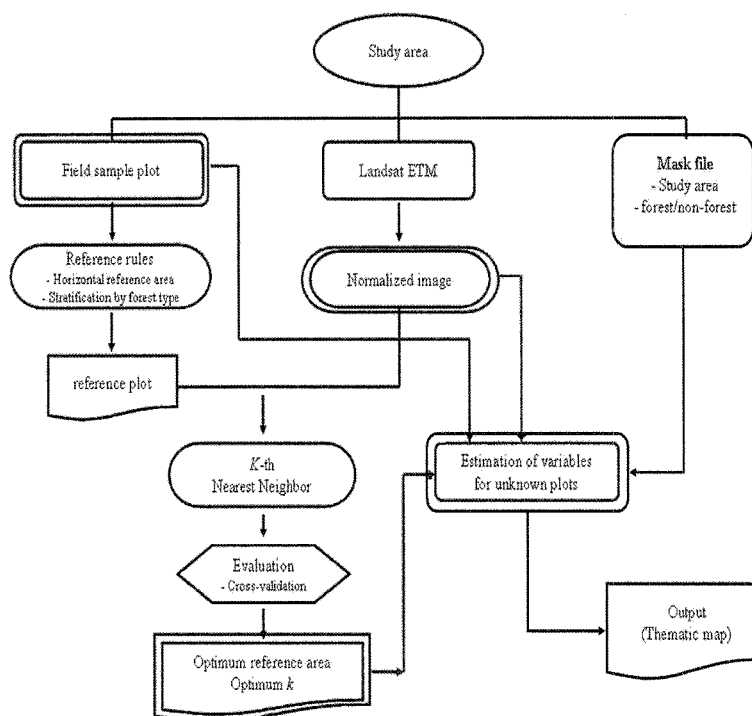 Study area
Field sample plot
Landsat ETM
Mask file
- Study area
- forest/non-forest
Reference rules
- Horizontal reference area
- Stratification by forest type
Normalized image
reference plot
K-th
Nearest Neighbor
Estimation of variables
for unknown plots
Evaluation
- Cross-validation
Output
(Thematic map)
Optimum reference area
Optimum k